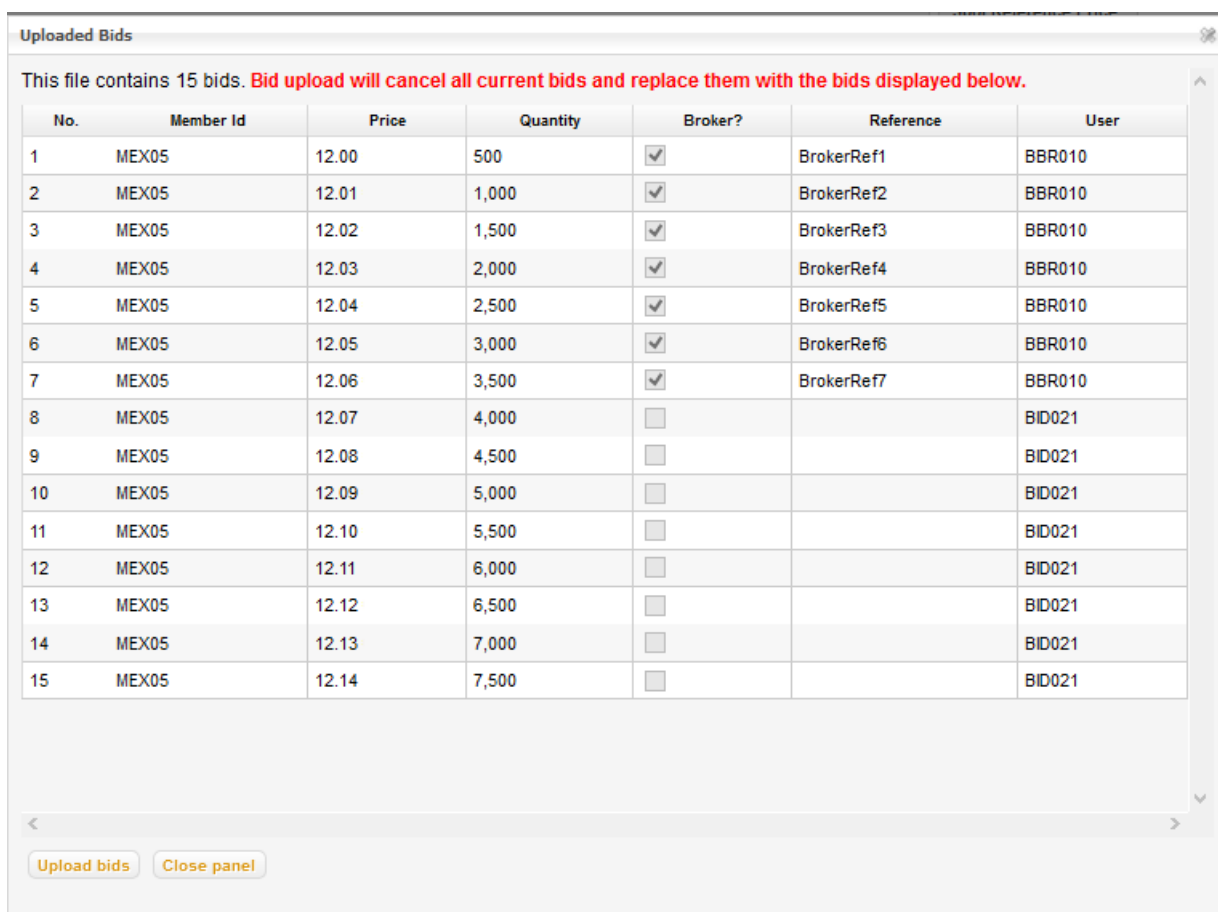 Uploaded Bids
This file contains 15 bids. Bid upload will cancel all current bids and replace them with the bids displayed below.
No. Member Id Price Quantity Broker? Reference User
1 MEX05 12.00 500 BrokerRef1 BBR010
2 MEX05 12.01 1,000 BrokerRef2 BBR010
3 MEX05 12.02 1,500 BrokerRef3 BBR010
4 MEX05 12.03 2,000 BrokerRef4 BBR010
5 MEX05 12.04 2,500 BrokerRef5 BBR010
6 MEX05 12.05 3,000 BrokerRef6 BBR010
7 MEX05 12.06 3,500 BrokerRef7 BBR010
8 MEX05 12.07 4,000 BID021
9 MEX05 12.08 4,500 BID021
10 MEX05 12.09 5,000 BID021
11 MEX05 12.10 5,500 BID021
12 MEX05 12.11 6,000 BID021
13 MEX05 12.12 6,500 BID021
14 MEX05 12.13 7,000 BID021
15 MEX05 12.14 7,500 BID021
Upload bids Close panel